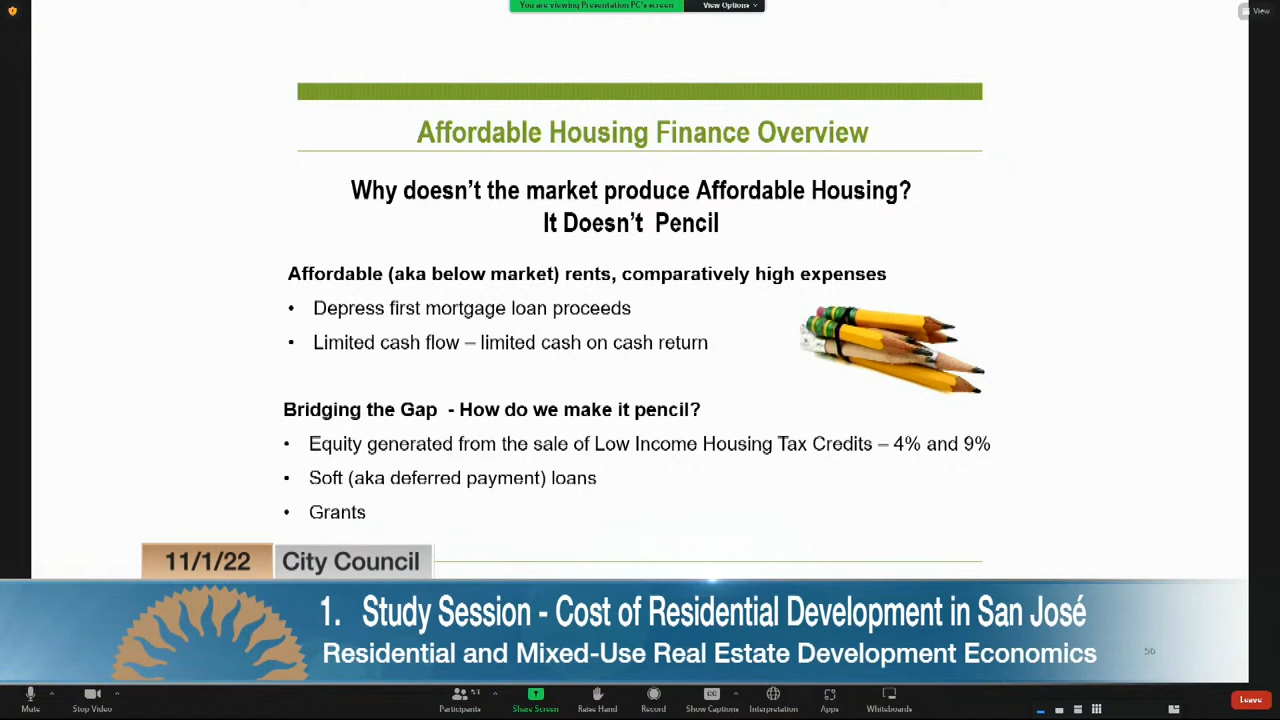 You are viewing Presentation PC's screen
View Options
View
Affordable Housing Finance Overview
Why doesn't the market produce Affordable Housing?
It Doesn't Pencil
Affordable (aka below market) rents, comparatively high expenses
• Depress first mortgage loan proceeds
• Limited cash flow – limited cash on cash return
Bridging the Gap - How do we make it pencil?
• Equity generated from the sale of Low Income Housing Tax Credits – 4% and 9%
• Soft (aka deferred payment) loans
• Grants
11/1/22 City Council
1. Study Session - Cost of Residential Development in San José
Residential and Mixed-Use Real Estate Development Economics
56
Mute
Stop Video
Participants
Share Screen
Raise Hand
Record
CC
Show Captions
Interpretation
Apps
Whiteboards
Leave